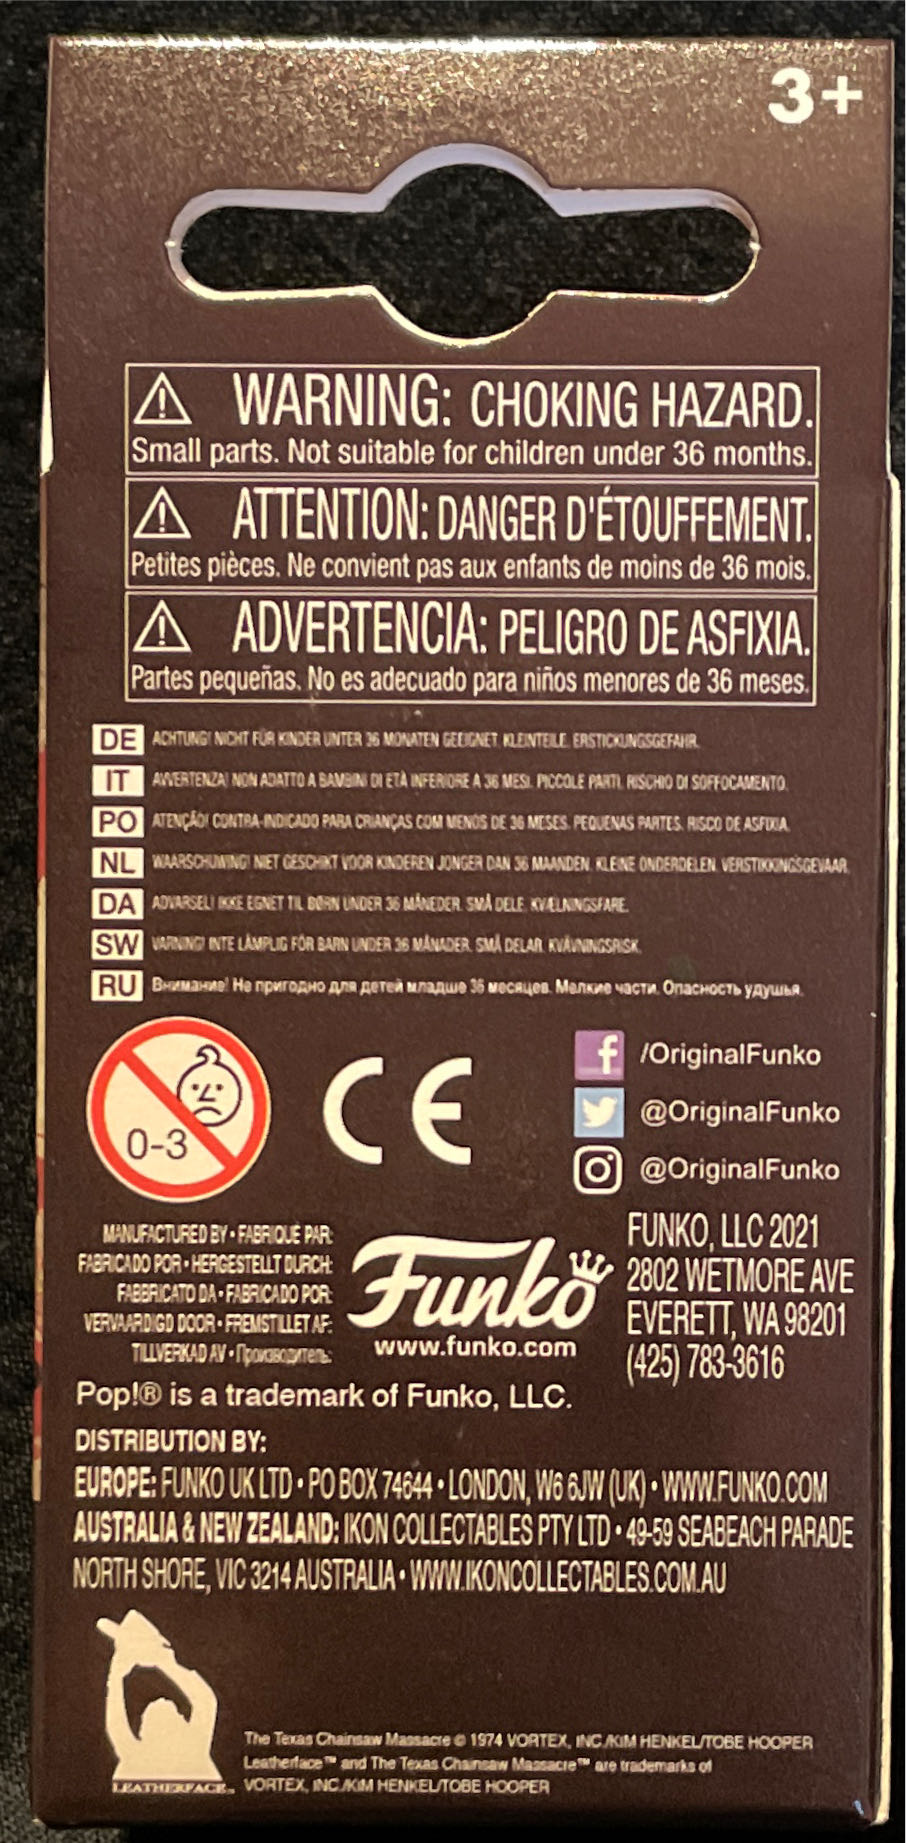 3+
WARNING: CHOKING HAZARD.
Small parts. Not suitable for children under 36 months.
ATTENTION: DANGER D'ÉTOUFFEMENT.
Petites pièces. Ne convient pas aux enfants de moins de 36 mois.
ADVERTENCIA: PELIGRO DE ASFIXIA.
Partes pequeñas. No es adecuado para niños menores de 36 meses.
DE ACHTUNG! NICHT FÜR KINDER UNTER 36 MONATEN GEEIGNET. KLEINTEILE. ERSTICKUNGSGEFAHR.
IT AVVERTENZA! NON ADATTO A BAMBINI DI ETÀ INFERIORE A 36 MESI. PICCOLE PARTI. RISCHIO DI SOFFOCAMENTO.
PO ATENÇÃO! CONTRA-INDICADO PARA CRIANÇAS COM MENOS DE 36 MESES. PEQUENAS PARTES. RISCO DE ASFIXIA.
NL WAARSCHUWING! NIET GESCHIKT VOOR KINDEREN JONGER DAN 36 MAANDEN. KLEINE ONDERDELEN. VERSTIKKINGSGEVAAR.
DA ADVARSEL! IKKE EGNET TIL BØRN UNDER 36 MÅNEDER. SMÅ DELE. KVÆLNINGSFARE.
SW VARNING! INTE LÄMPLIG FÖR BARN UNDER 36 MÅNADER. SMÅ DELAR. KVÄVNINGSRISK.
RU Внимание! Не пригодно для детей младше 36 месяцев. Мелкие части. Опасность удушья.
0-3
CE
/OriginalFunko
@OriginalFunko
@OriginalFunko
MANUFACTURED BY • FABRIQUÉ PAR:
FABRICADO POR • HERGESTELLT DURCH:
FABBRICATO DA • FABRICADO POR:
VERVAARDIGD DOOR • FREMSTILLET AF:
TILLVERKAD AV • Производитель:
Funko
www.funko.com
FUNKO, LLC 2021
2802 WETMORE AVE
EVERETT, WA 98201
(425) 783-3616
Pop!® is a trademark of Funko, LLC.
DISTRIBUTION BY:
EUROPE: FUNKO UK LTD • PO BOX 74644 • LONDON, W6 6JW (UK) • WWW.FUNKO.COM
AUSTRALIA & NEW ZEALAND: IKON COLLECTABLES PTY LTD • 49-59 SEABEACH PARADE
NORTH SHORE, VIC 3214 AUSTRALIA • WWW.IKONCOLLECTABLES.COM.AU
LEATHERFACE™
The Texas Chainsaw Massacre © 1974 VORTEX, INC./KIM HENKEL/TOBE HOOPER
Leatherface™ and The Texas Chainsaw Massacre™ are trademarks of
VORTEX, INC./KIM HENKEL/TOBE HOOPER